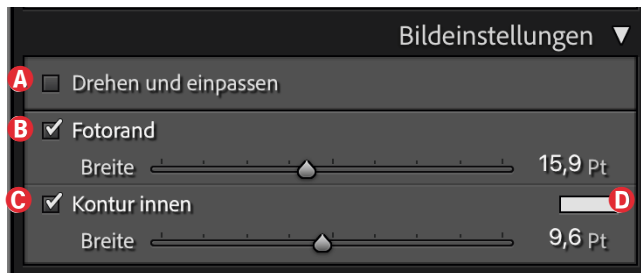 Bildeinstellungen ▼
A Drehen und einpassen
B Fotorand
Breite 15,9 Pt
C Kontur innen D
Breite 9,6 Pt